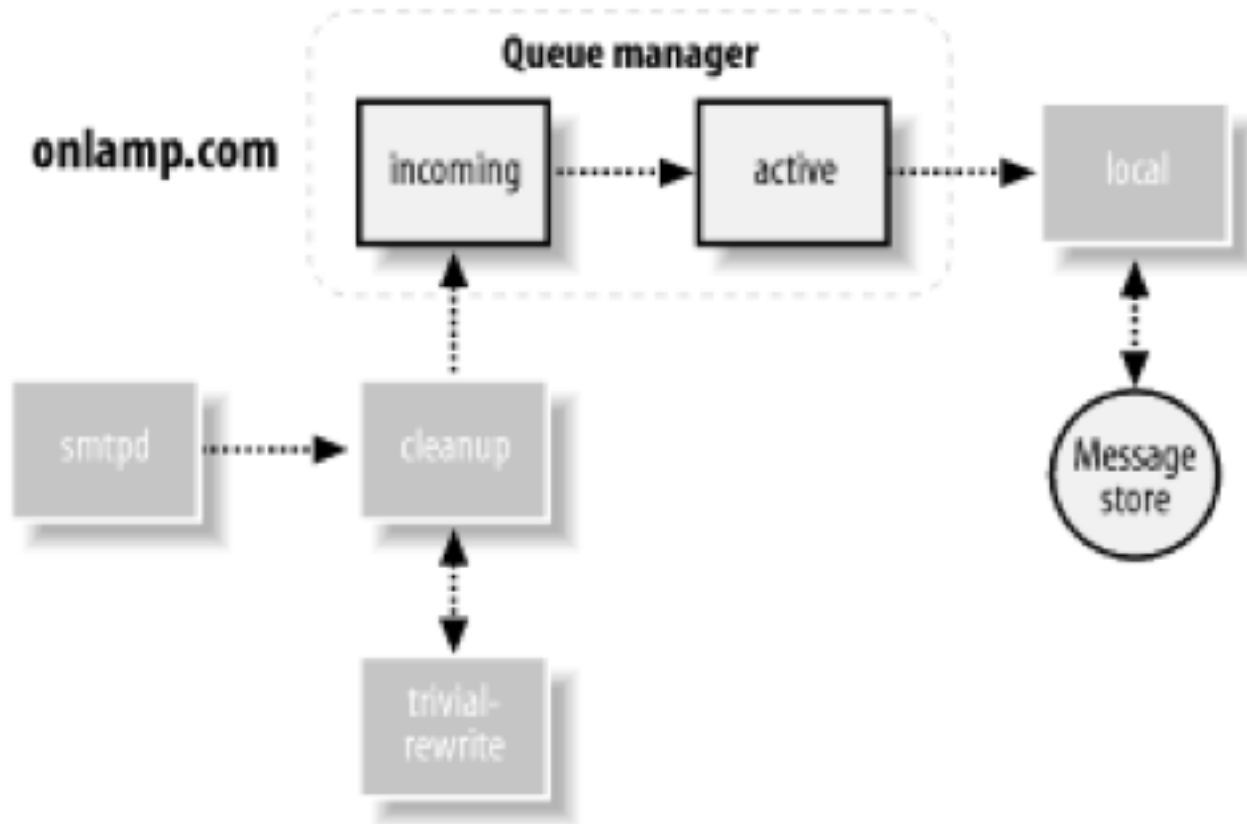 Queue manager
onlamp.com
incoming
active
local
smtpd
cleanup
Message
store
trivial-
rewrite